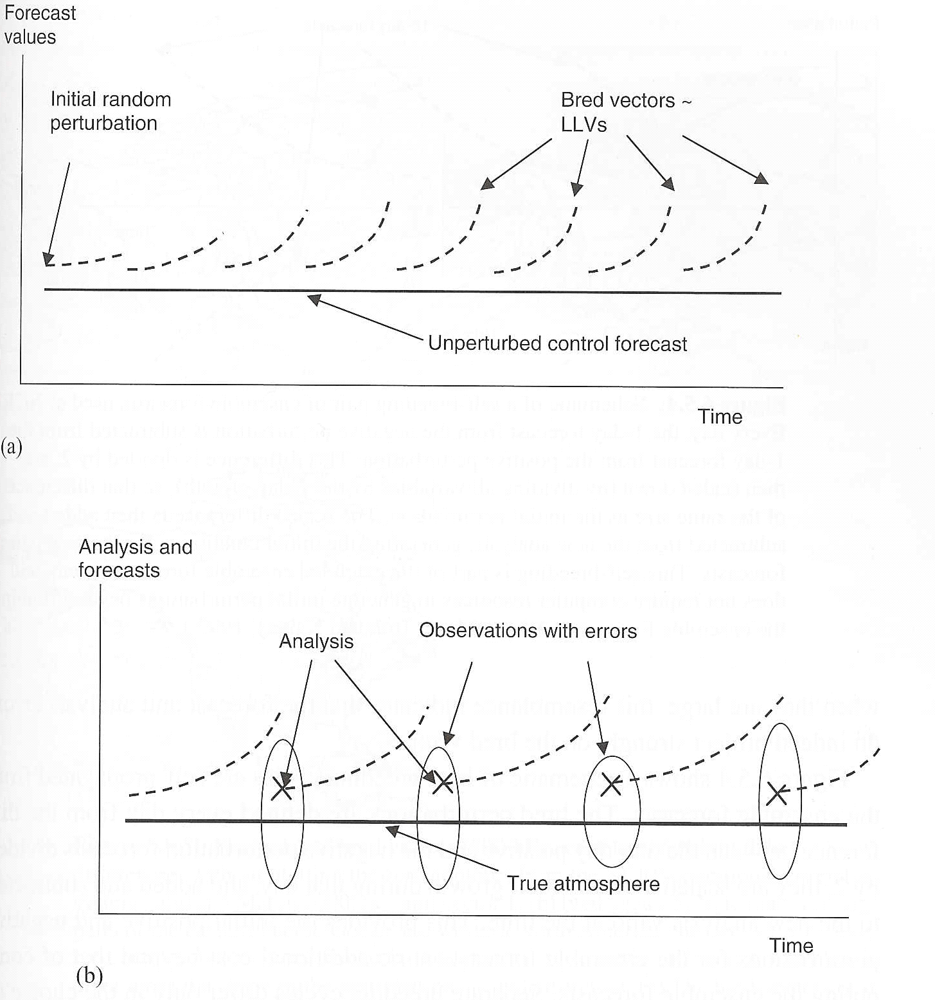 Forecast
values
Initial random
perturbation
Bred vectors ~
LLVs
Unperturbed control forecast
Time
(a)
Analysis and
forecasts
Analysis
Observations with errors
True atmosphere
Time
(b)